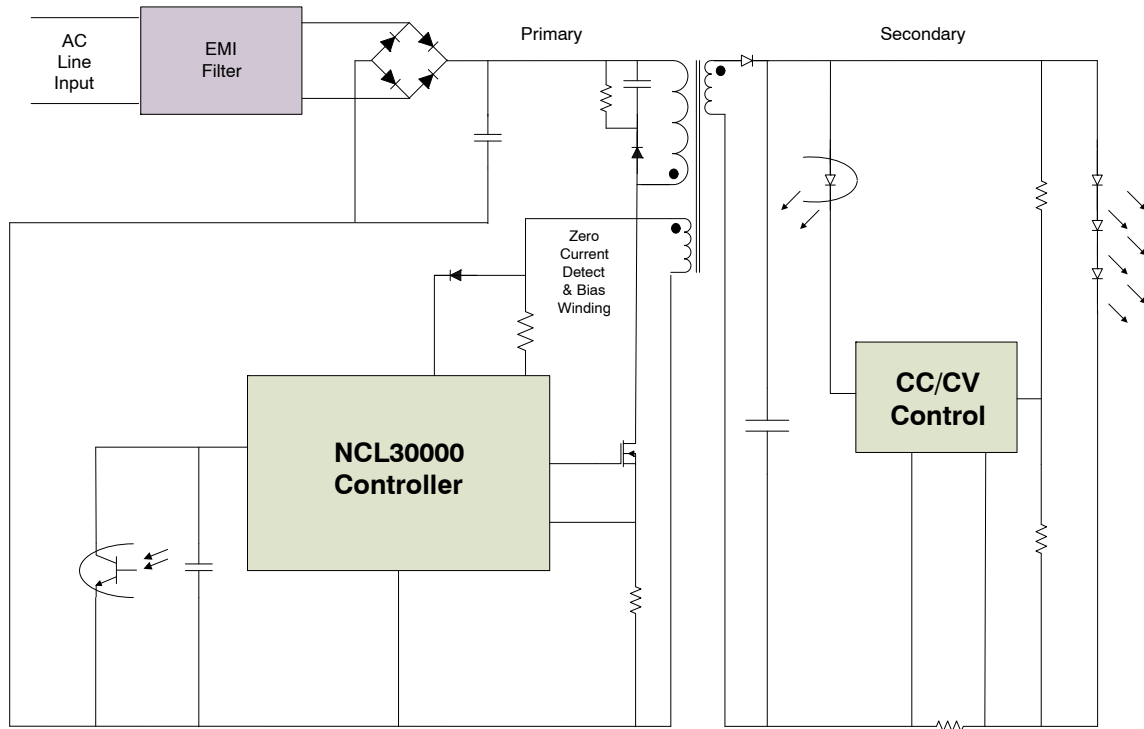 AC
Line
Input
EMI
Filter
Primary
Secondary
Zero
Current
Detect
& Bias
Winding
NCL30000
Controller
CC/CV
Control